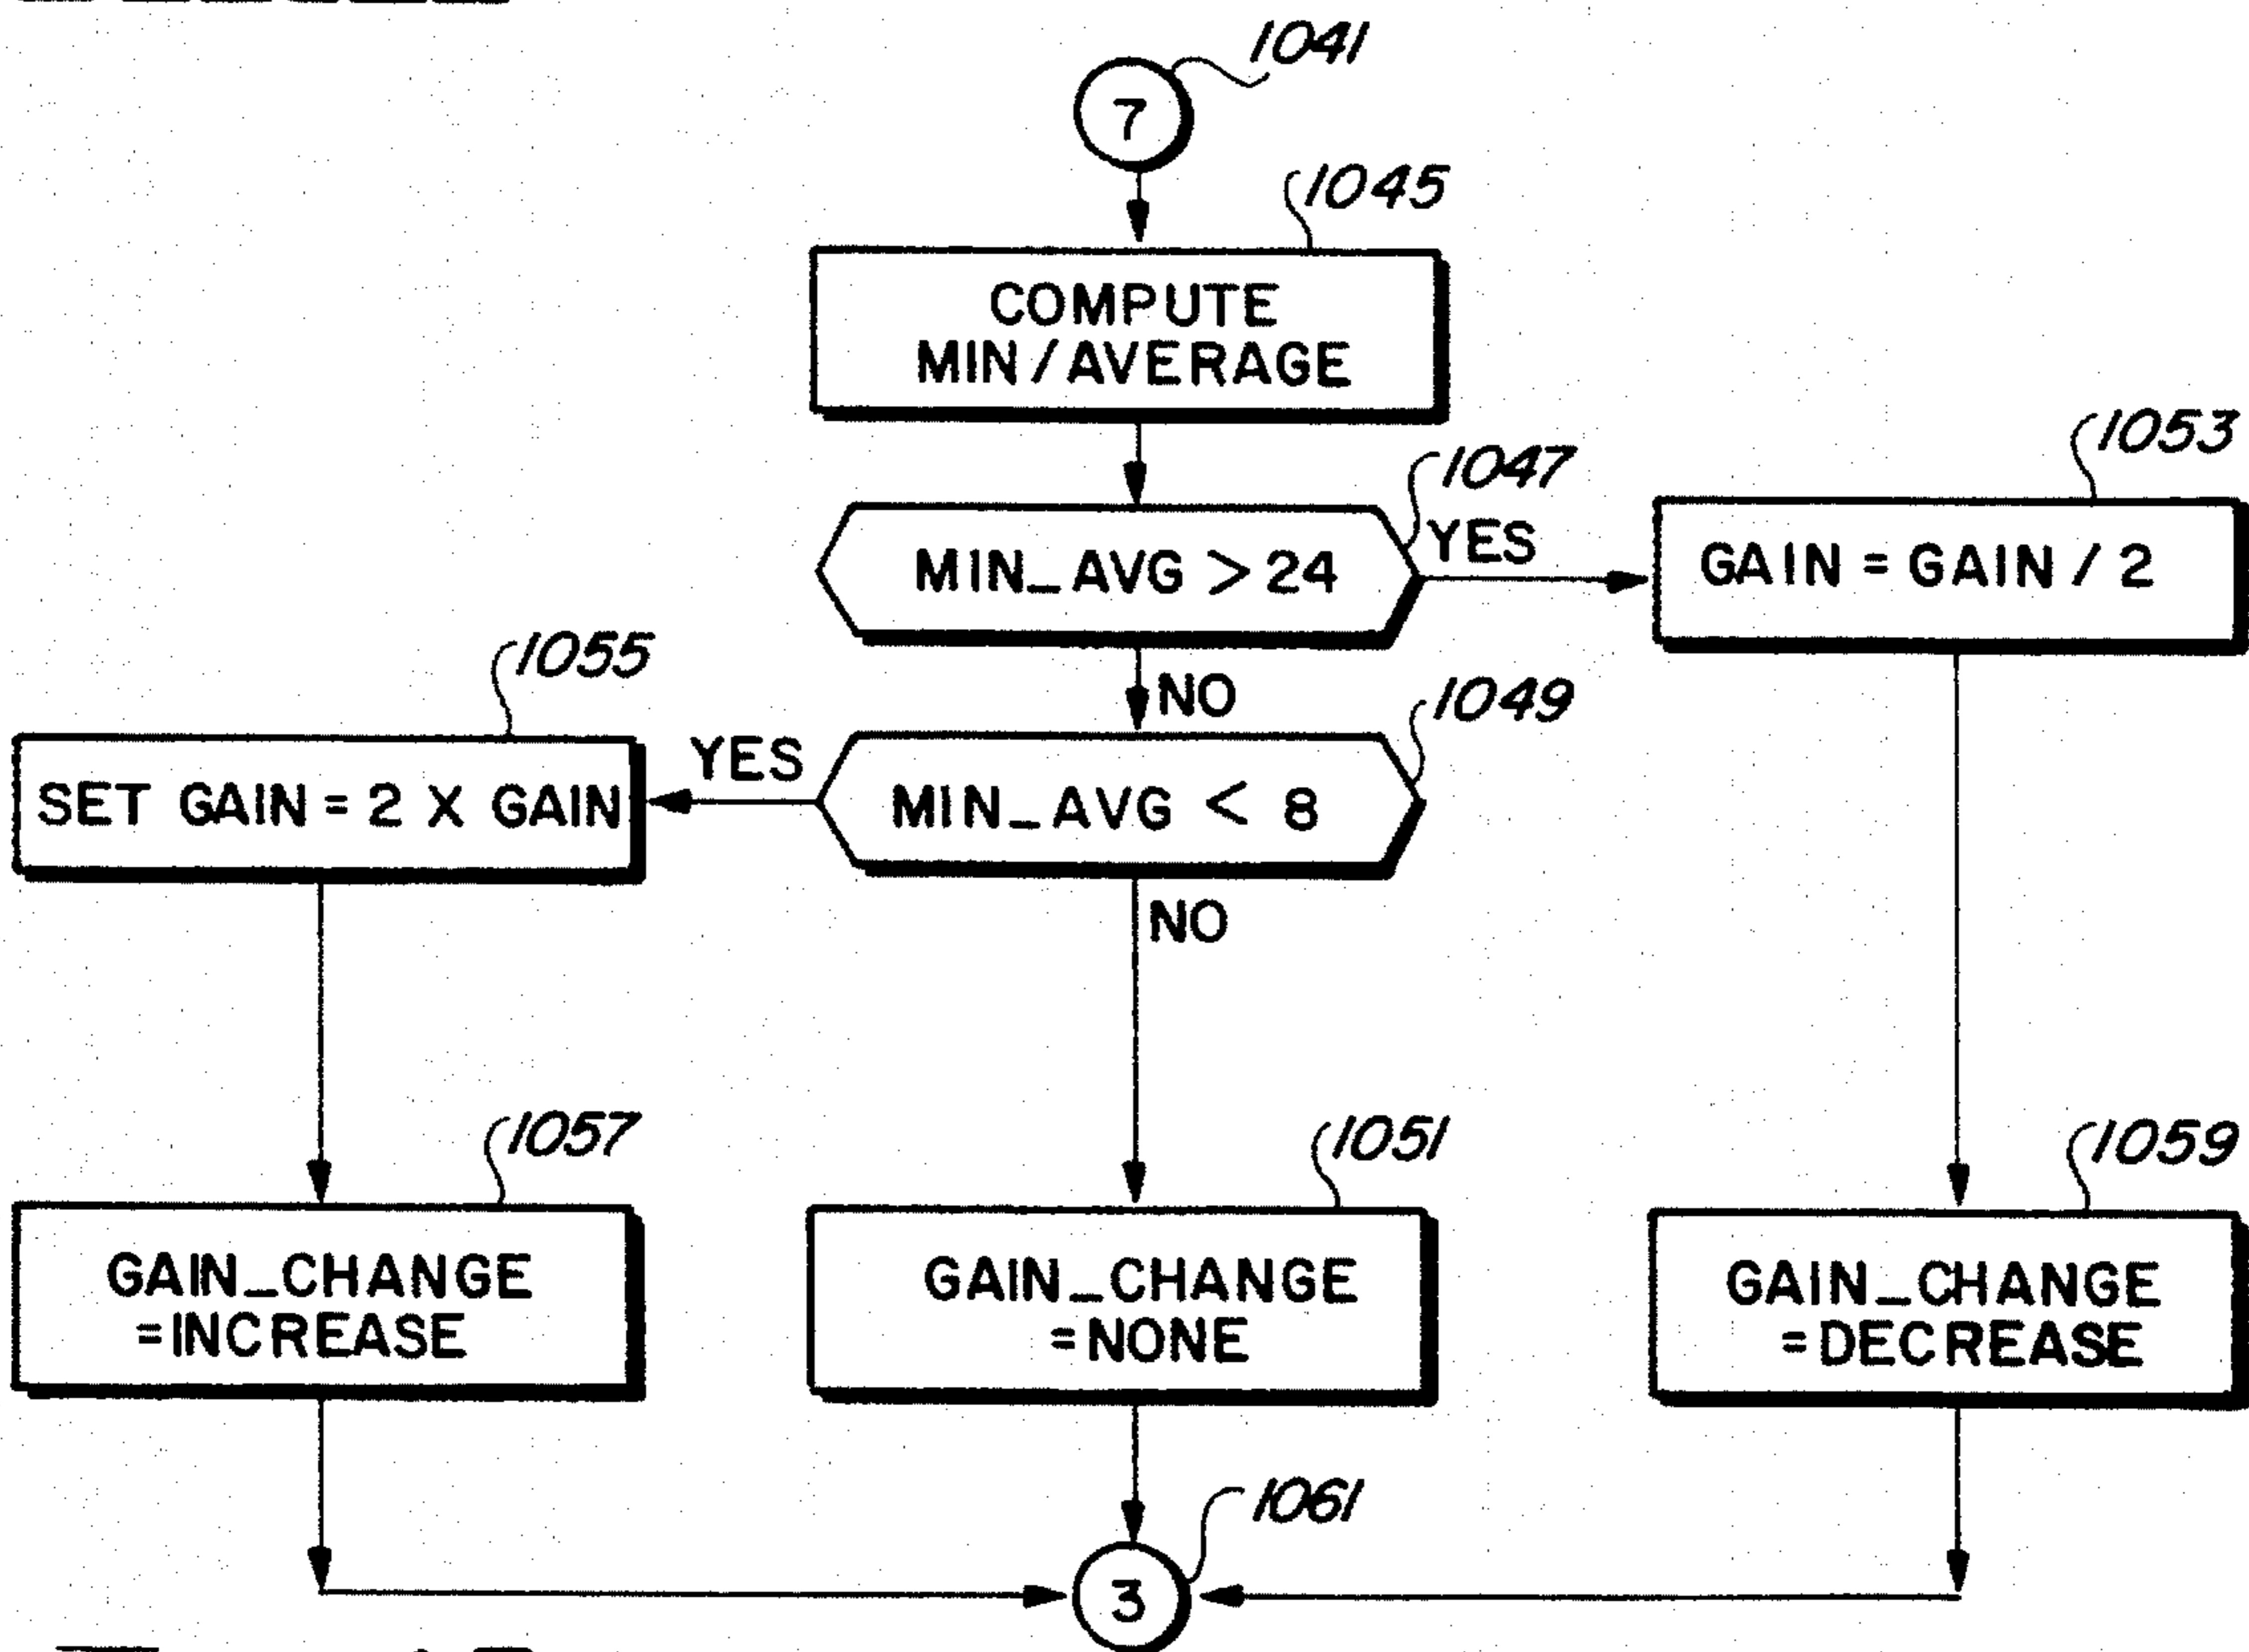 1041
7
1045
COMPUTE
MIN/AVERAGE
1047
1053
MIN_AVG > 24
YES
GAIN = GAIN / 2
1055
NO
1049
SET GAIN = 2 X GAIN
YES
MIN_AVG < 8
NO
1057
1051
1059
GAIN_CHANGE
=INCREASE
GAIN_CHANGE
=NONE
GAIN_CHANGE
=DECREASE
1061
3